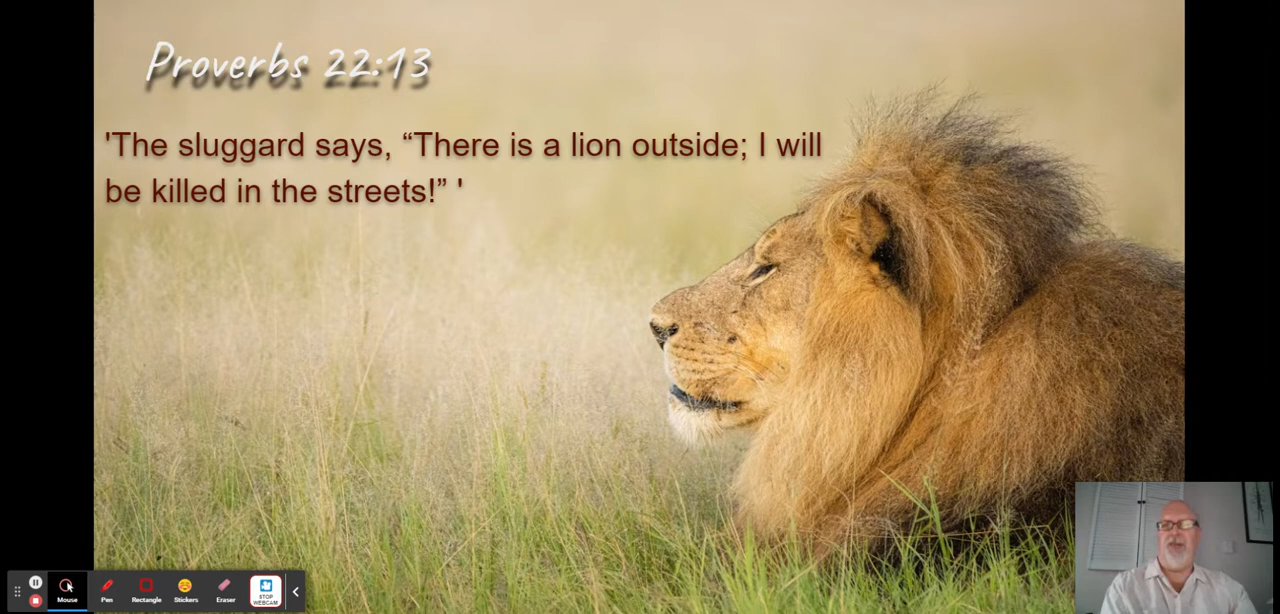 Proverbs 22:13
'The sluggard says, “There is a lion outside; I will
be killed in the streets!” '
Mouse
Pen
Rectangle
Stickers
Eraser
STOP
WEBCAM